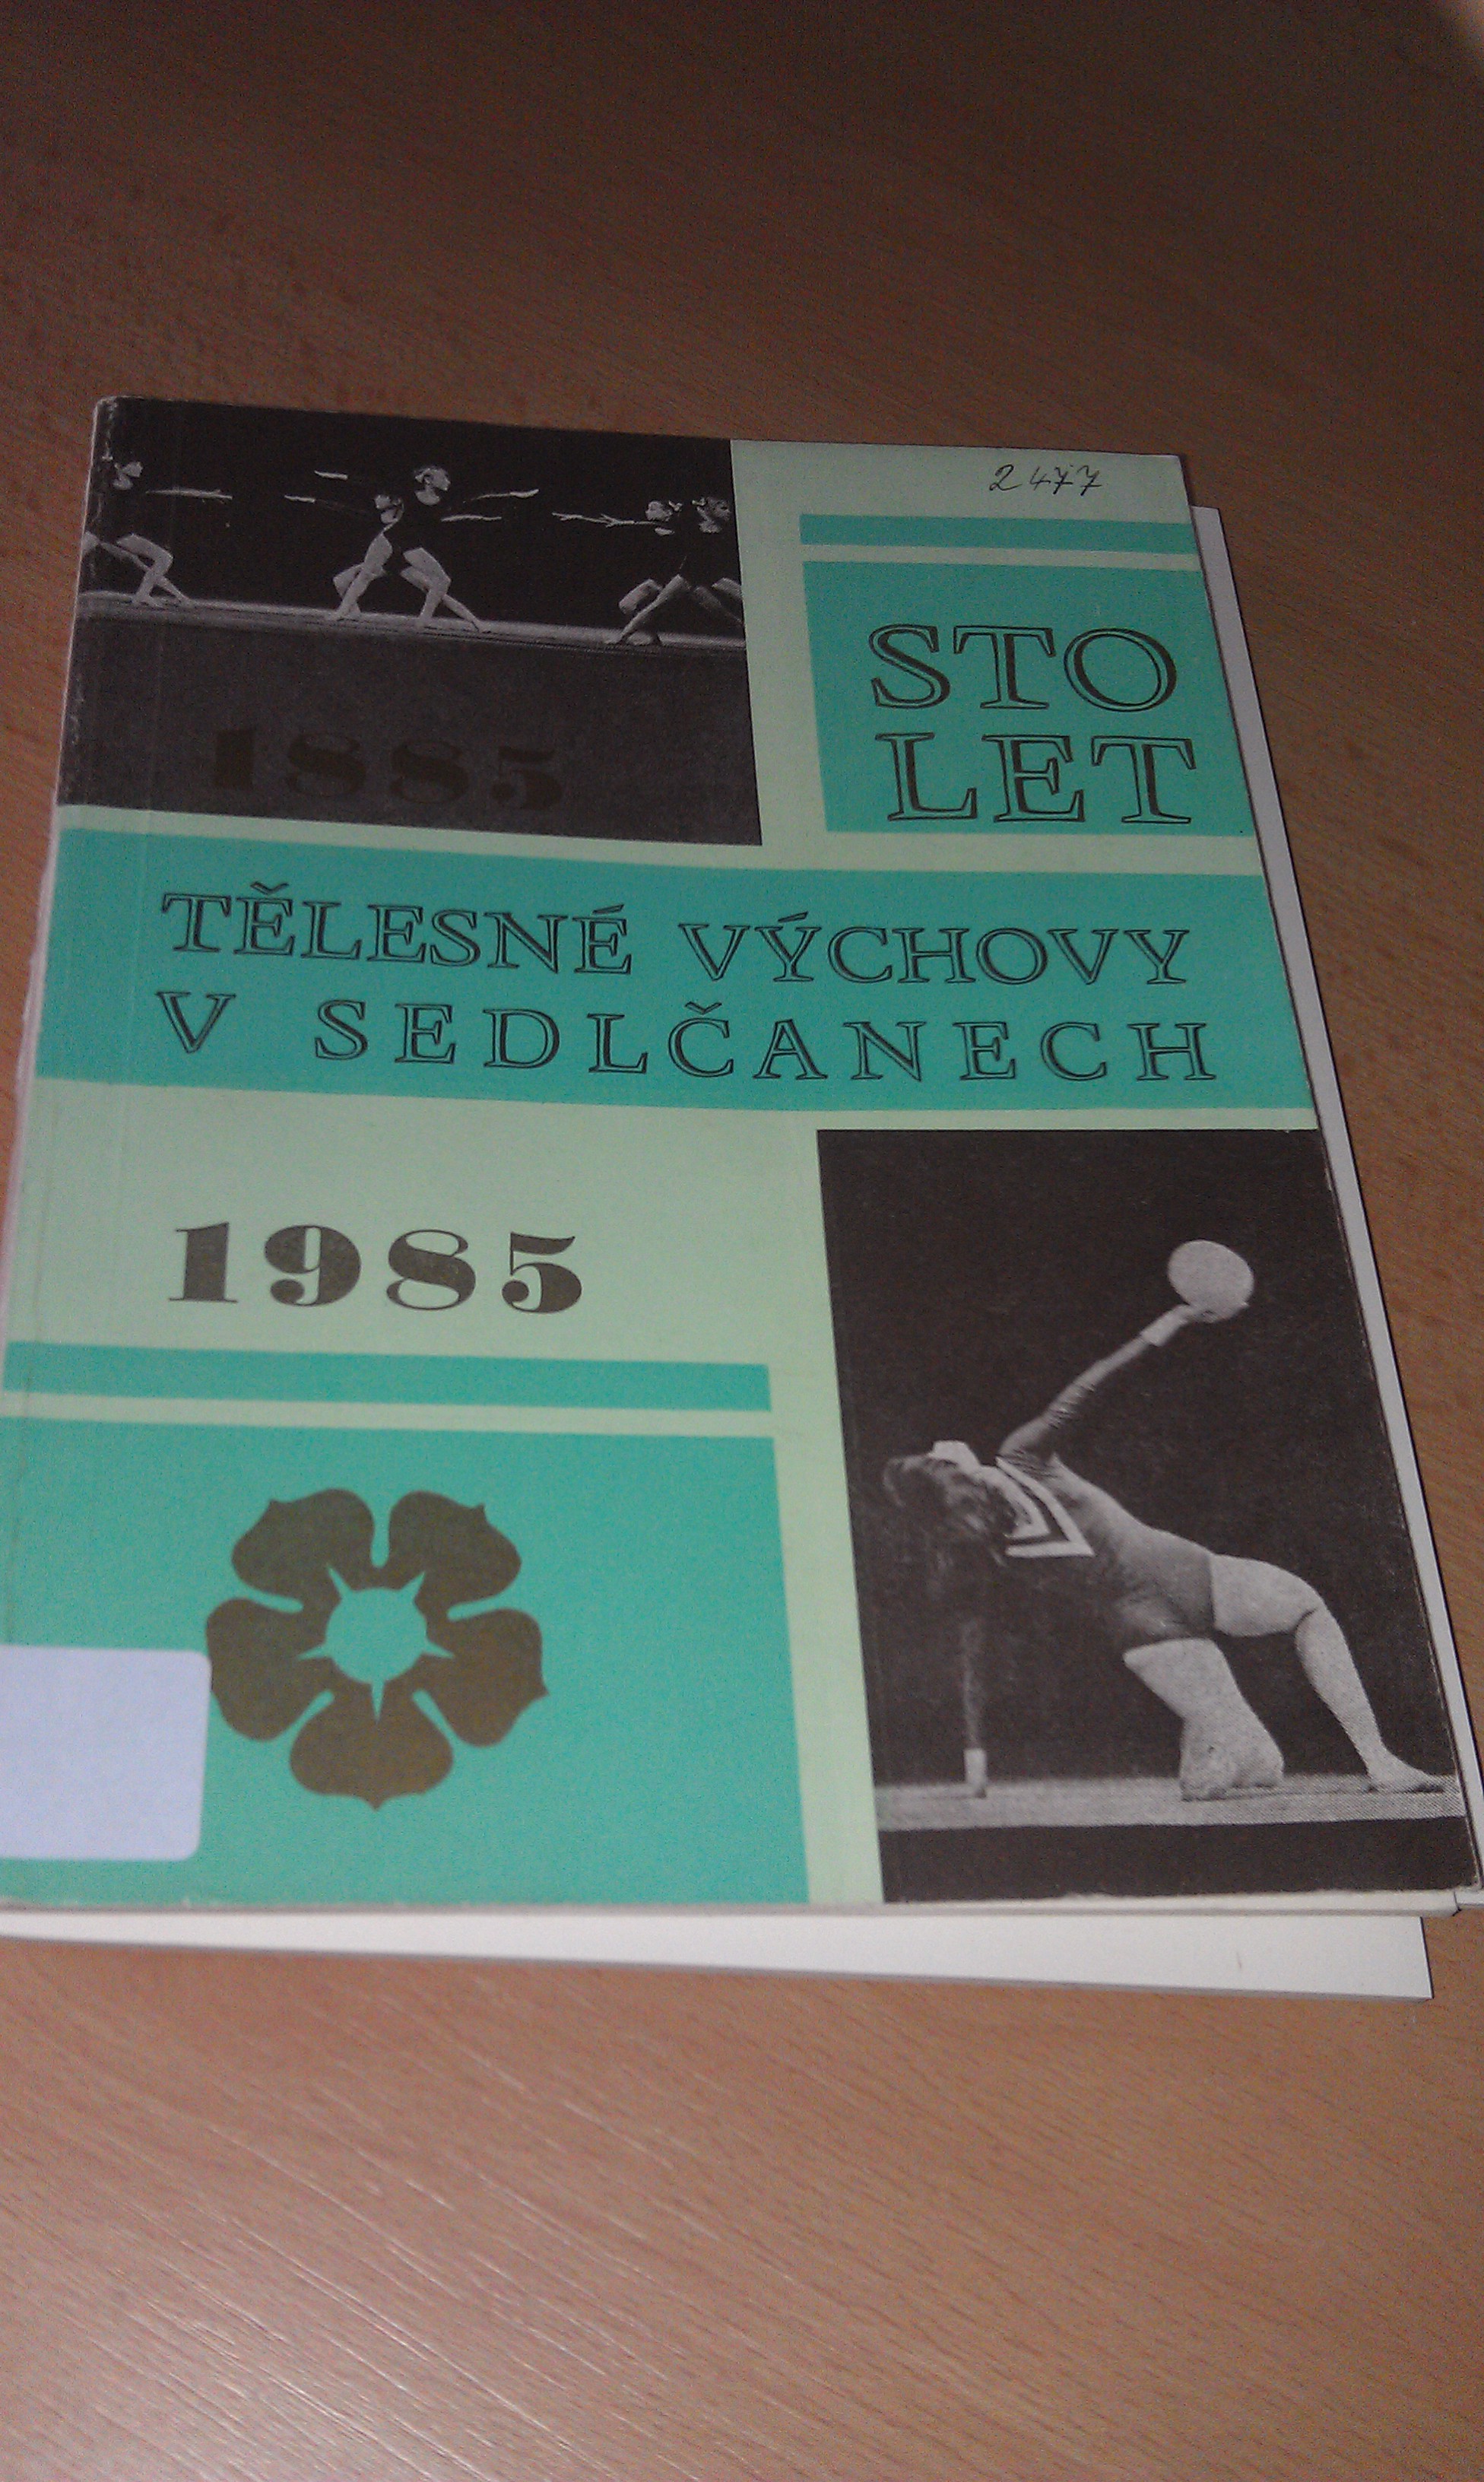 2477
STO
LET
1885
TĚLESNÉ VÝCHOVY
V SEDLČANECH
1985